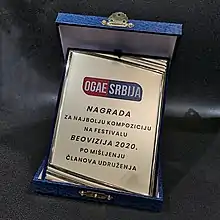 OGAE SRBIJA
NAGRADA
ZA NAJBOLJU KOMPOZICIJU
NA FESTIVALU
BEOVIZIJA 2020.
PO MIŠLJENJU
ČLANOVA UDRUŽENJA